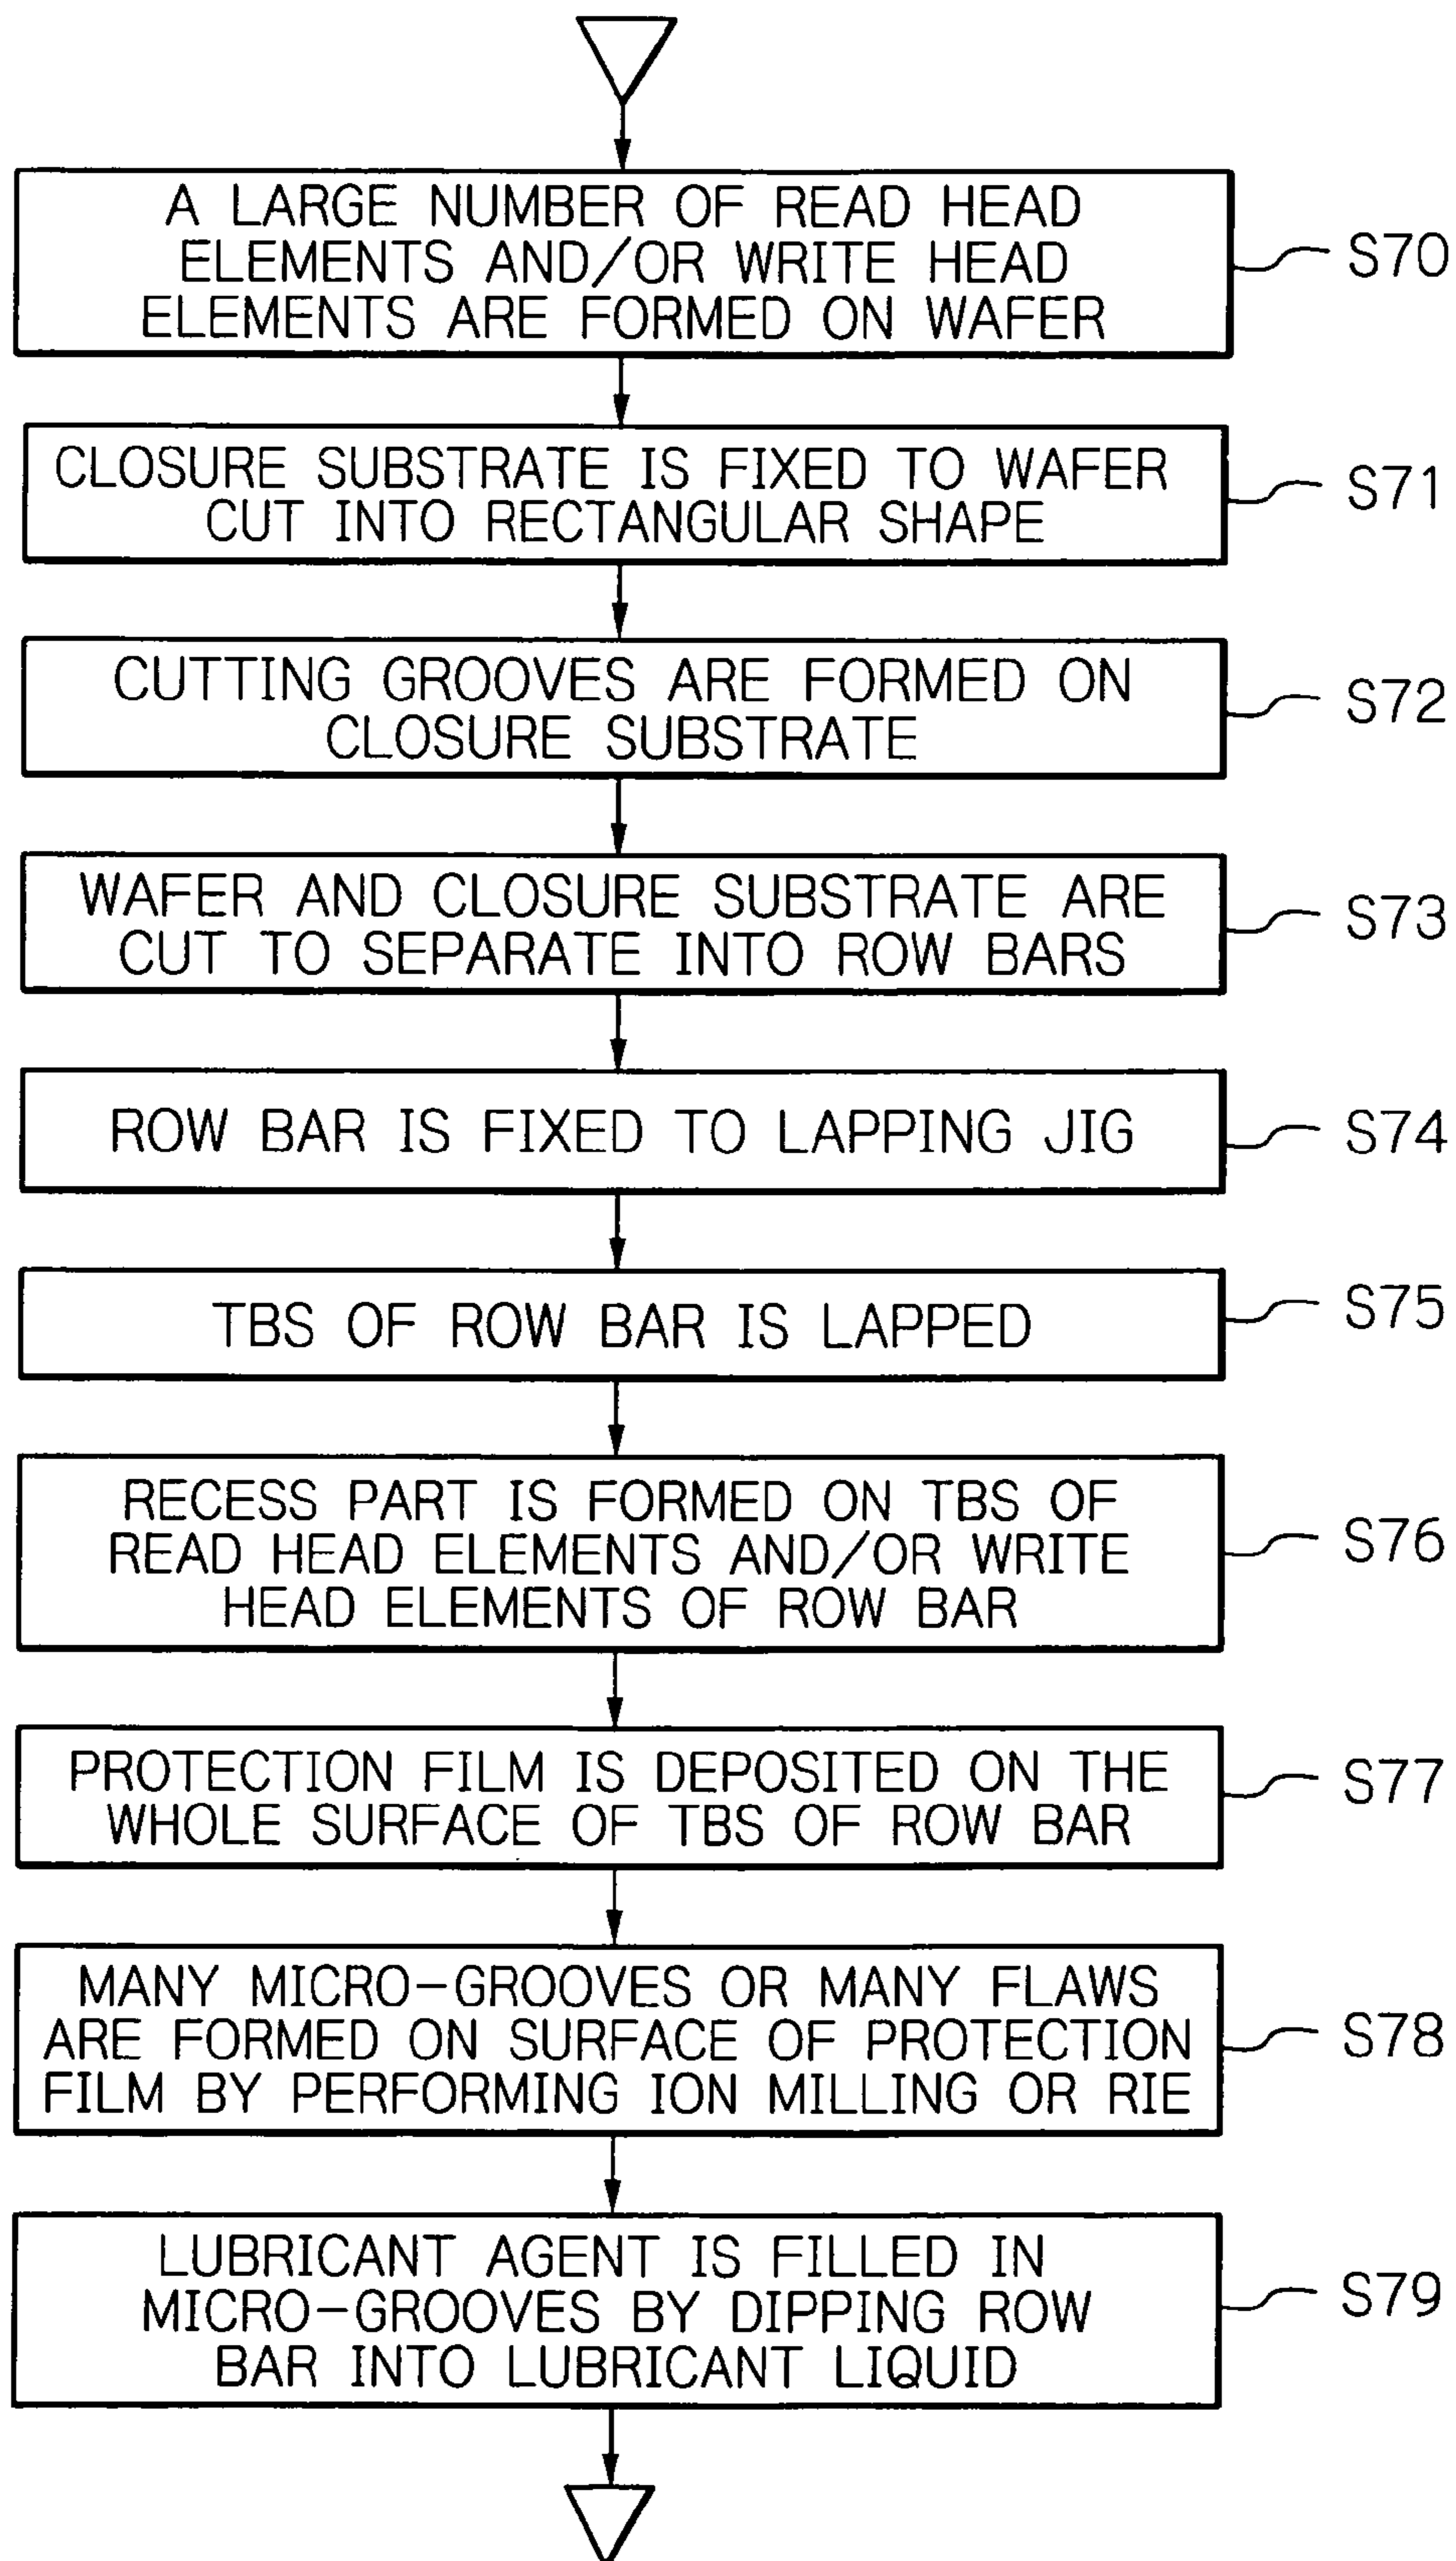 A LARGE NUMBER OF READ HEAD
ELEMENTS AND/OR WRITE HEAD
ELEMENTS ARE FORMED ON WAFER
S70
CLOSURE SUBSTRATE IS FIXED TO WAFER
CUT INTO RECTANGULAR SHAPE
S71
CUTTING GROOVES ARE FORMED ON
CLOSURE SUBSTRATE
S72
WAFER AND CLOSURE SUBSTRATE ARE
CUT TO SEPARATE INTO ROW BARS
S73
ROW BAR IS FIXED TO LAPPING JIG
S74
TBS OF ROW BAR IS LAPPED
S75
RECESS PART IS FORMED ON TBS OF
READ HEAD ELEMENTS AND/OR WRITE
HEAD ELEMENTS OF ROW BAR
S76
PROTECTION FILM IS DEPOSITED ON THE
WHOLE SURFACE OF TBS OF ROW BAR
S77
MANY MICRO-GROOVES OR MANY FLAWS
ARE FORMED ON SURFACE OF PROTECTION
FILM BY PERFORMING ION MILLING OR RIE
S78
LUBRICANT AGENT IS FILLED IN
MICRO-GROOVES BY DIPPING ROW
BAR INTO LUBRICANT LIQUID
S79